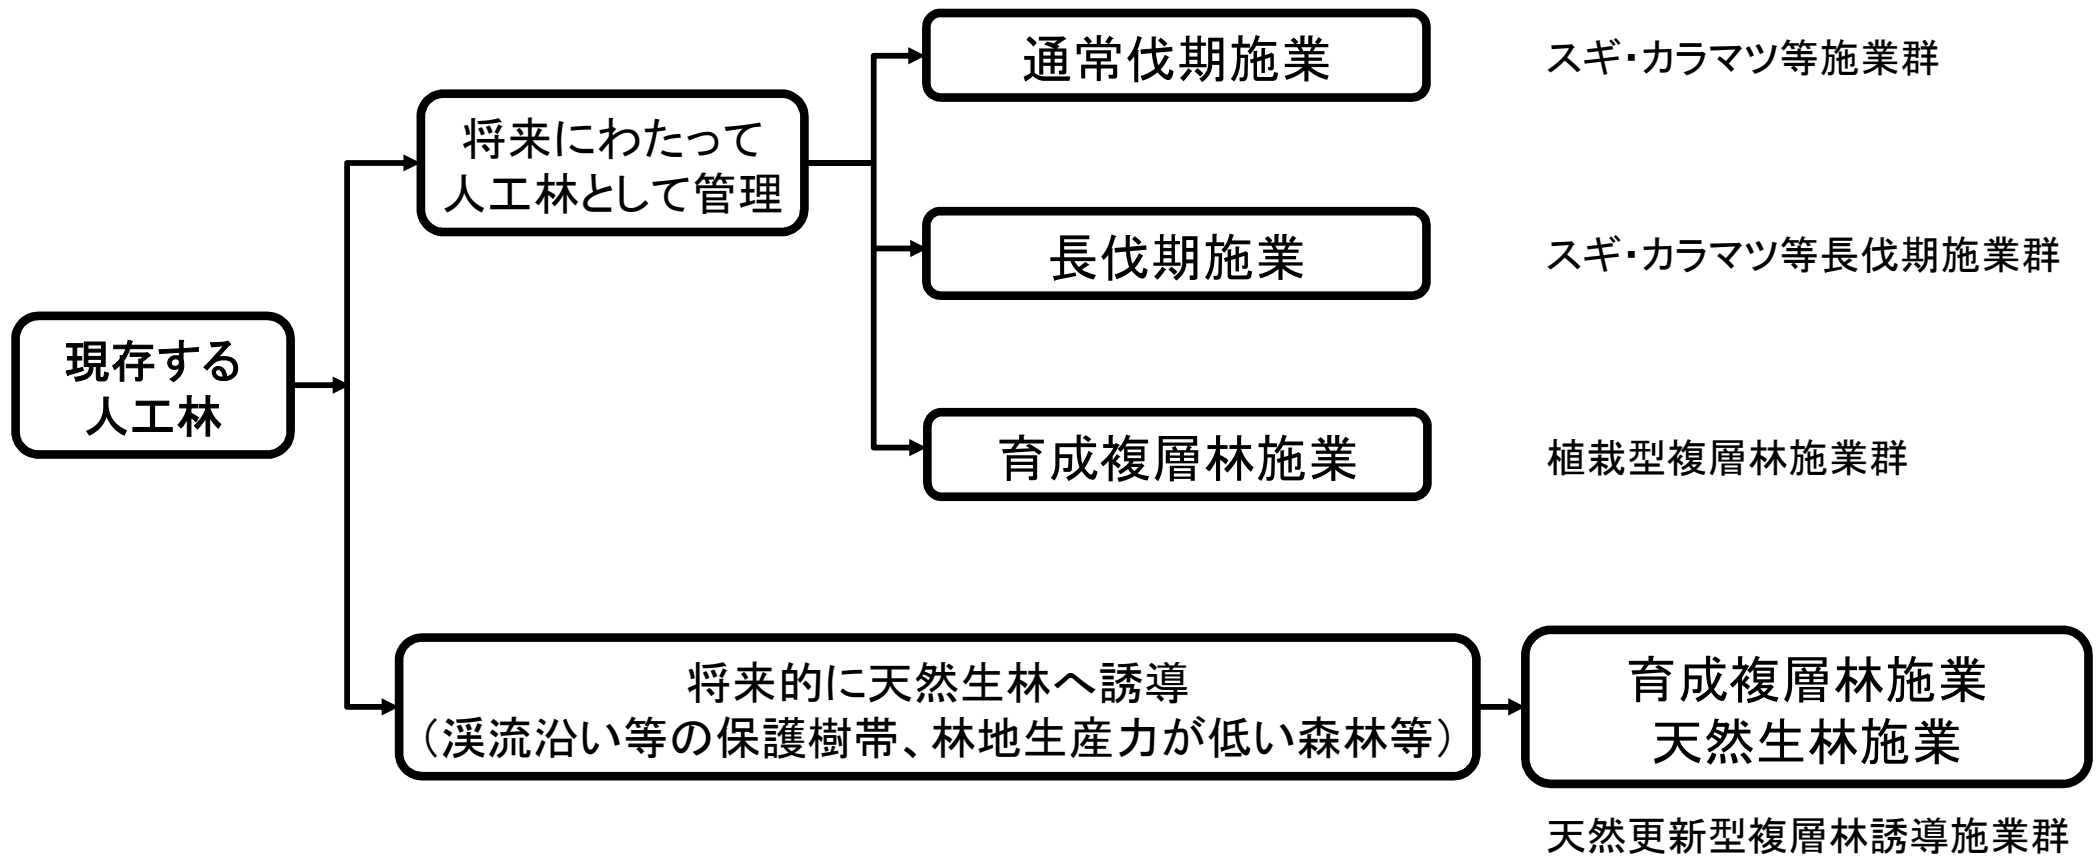 現存する
人工林
将来にわたって
人工林として管理
通常伐期施業
スギ・カラマツ等施業群
長伐期施業
スギ・カラマツ等長伐期施業群
育成複層林施業
植栽型複層林施業群
将来的に天然生林へ誘導
（渓流沿い等の保護樹帯、林地生産力が低い森林等）
育成複層林施業
天然生林施業
天然更新型複層林誘導施業群